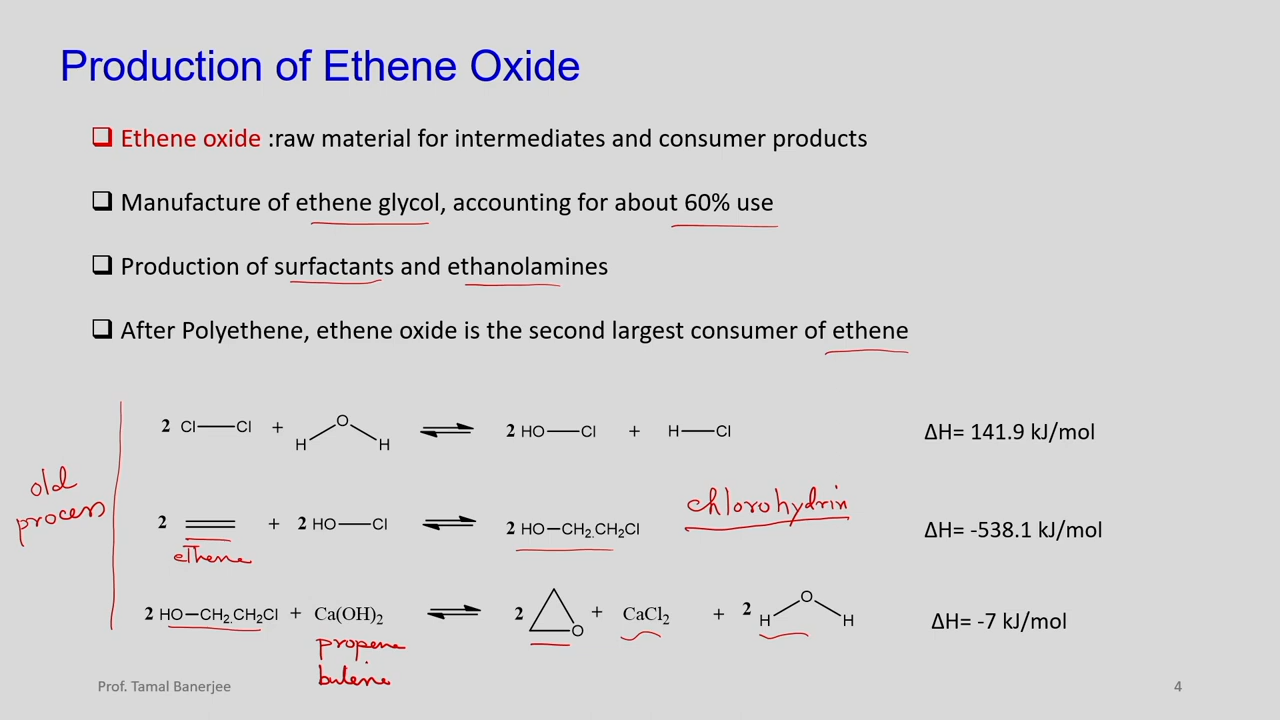 Production of Ethene Oxide
❑ Ethene oxide :raw material for intermediates and consumer products
❑ Manufacture of ethene glycol, accounting for about 60% use
❑ Production of surfactants and ethanolamines
❑ After Polyethene, ethene oxide is the second largest consumer of ethene
2 Cl—Cl + H O H ⇌ 2 HO—Cl + H—Cl ΔH= 141.9 kJ/mol
old
process
chlorohydrin
2 + 2 HO—Cl ⇌ 2 HO–CH2.CH2Cl ΔH= -538.1 kJ/mol
ethene
2 HO–CH2.CH2Cl + Ca(OH)2 ⇌ 2 O + CaCl2 + 2 H O H ΔH= -7 kJ/mol
propene
butene
Prof. Tamal Banerjee 4